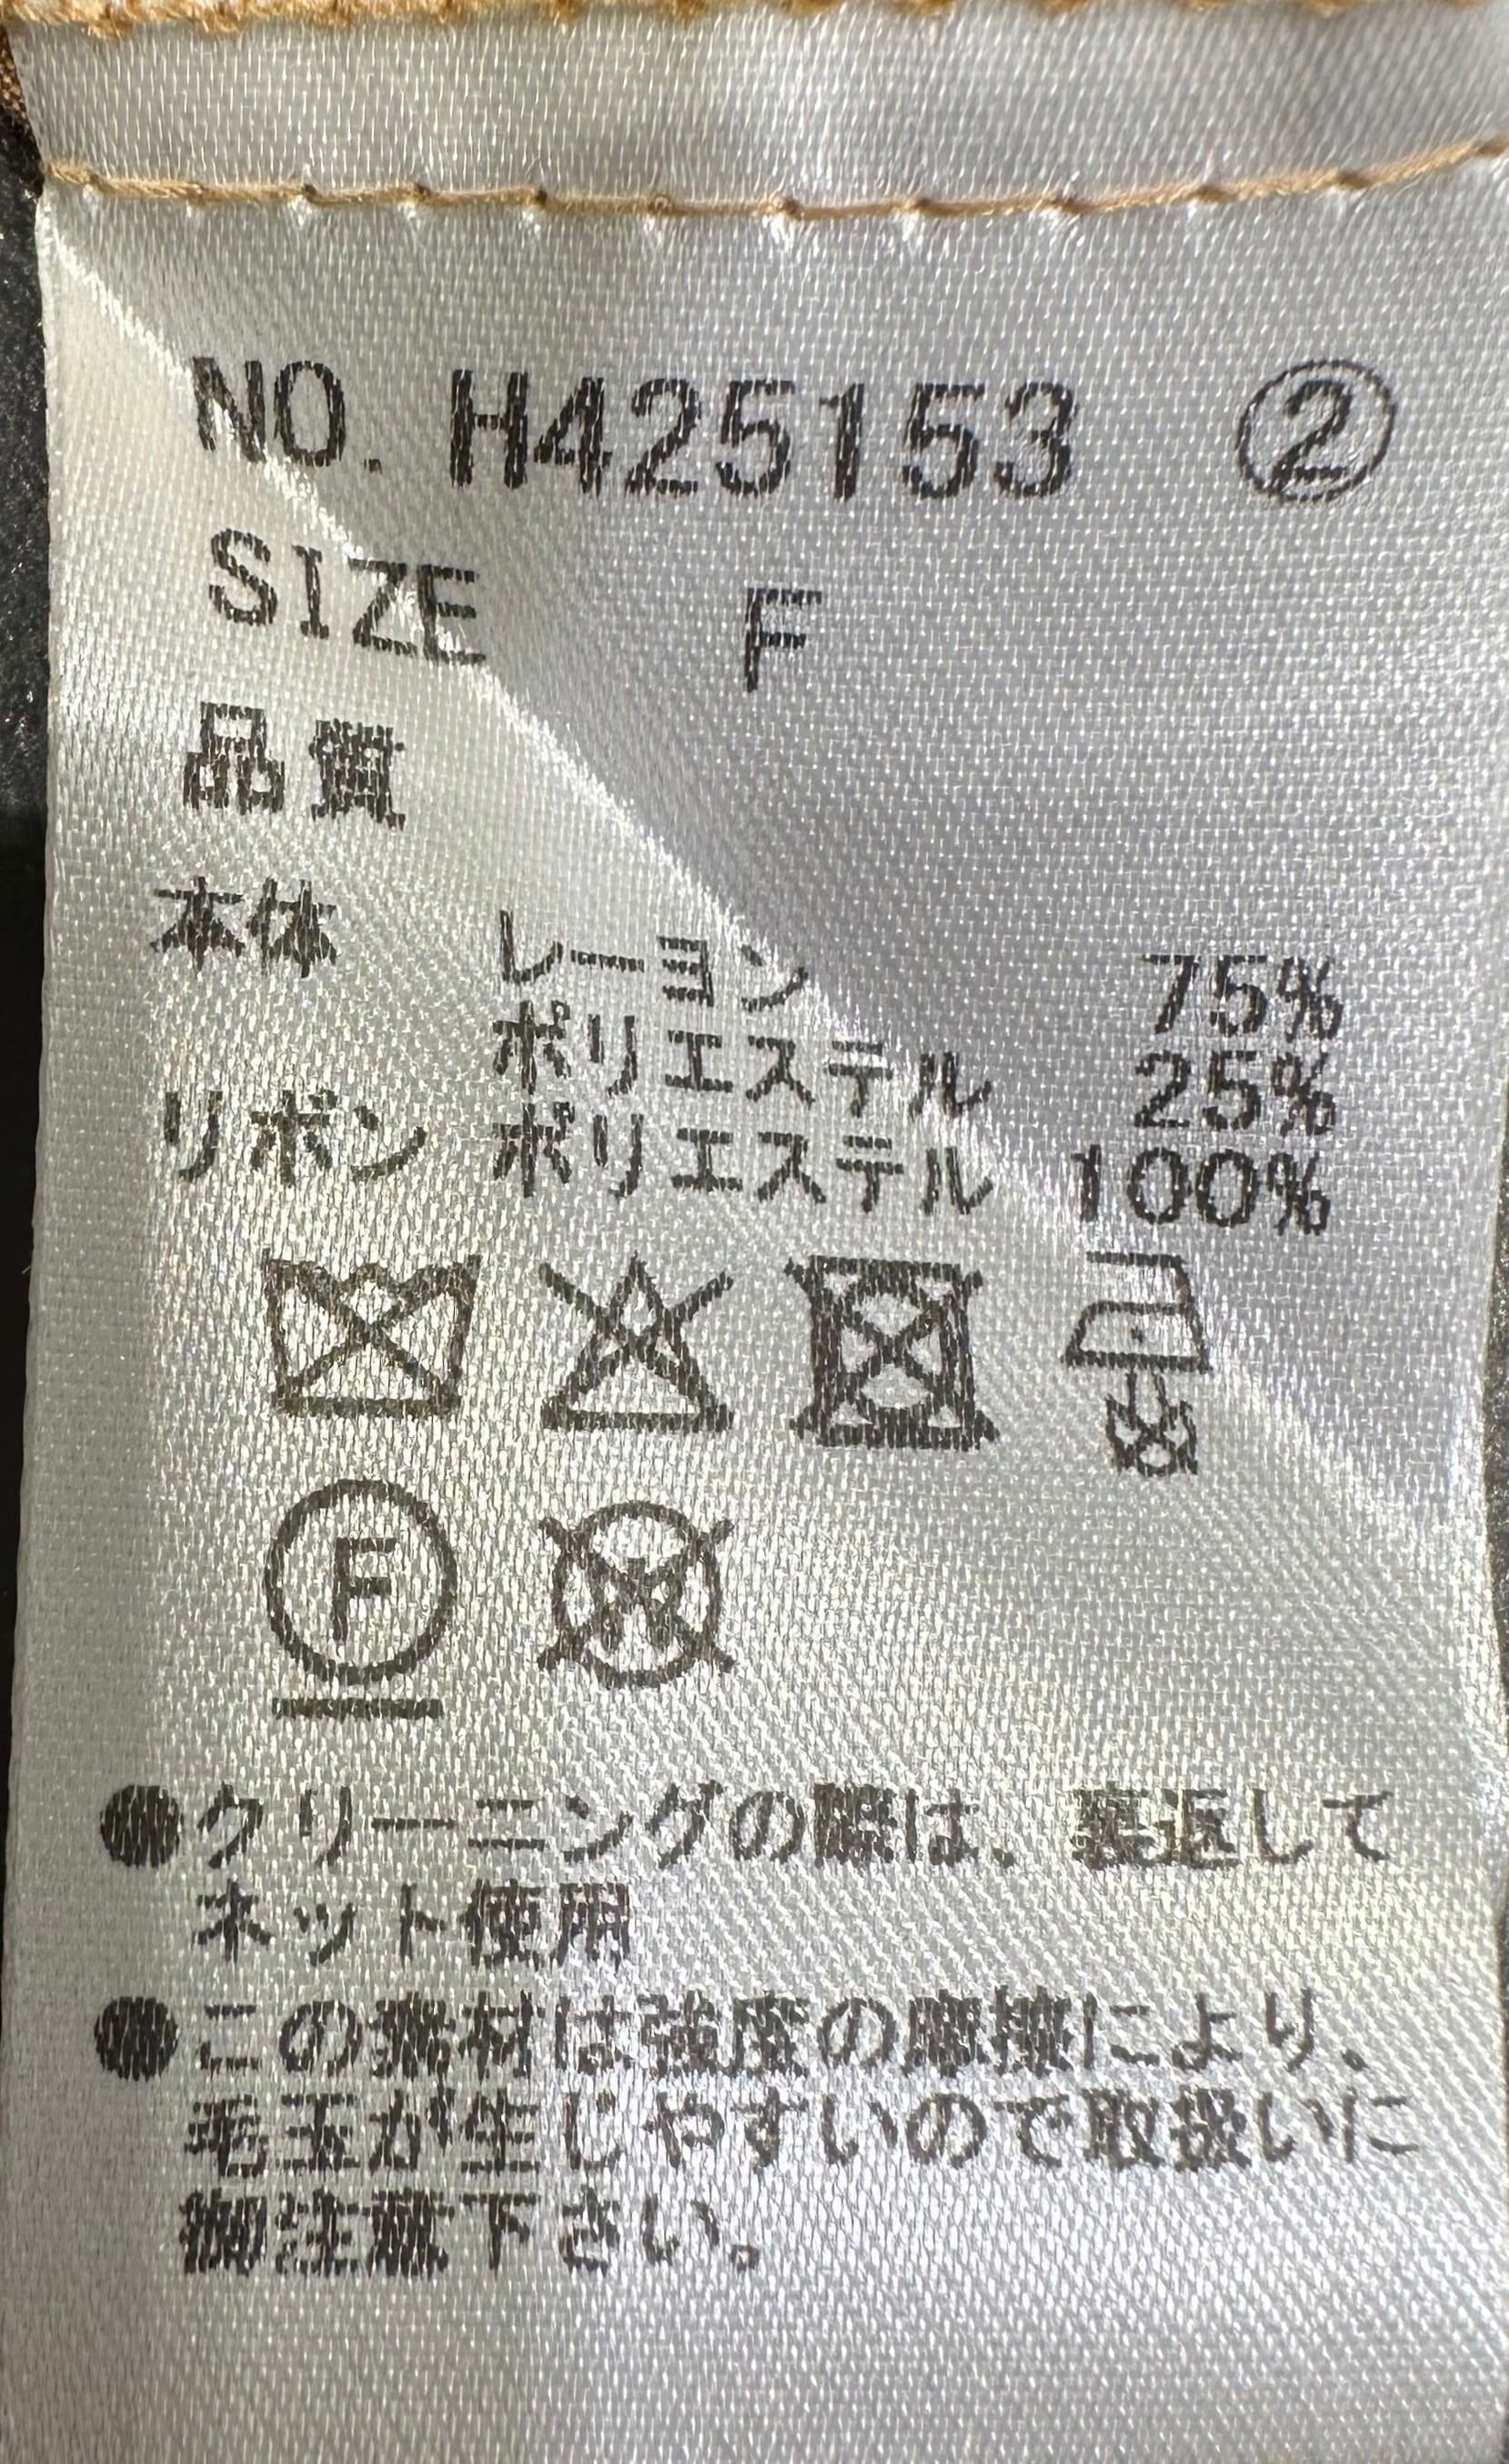 NO. H425153 ②
SIZE F
品質
本体 レーヨン 75%
ポリエステル 25%
リボン ポリエステル 100%
F
W
●クリーニングの際は、裏返して
ネット使用
●この素材は強度の摩擦により、
毛玉が生じやすいので取扱いに
御注意下さい。